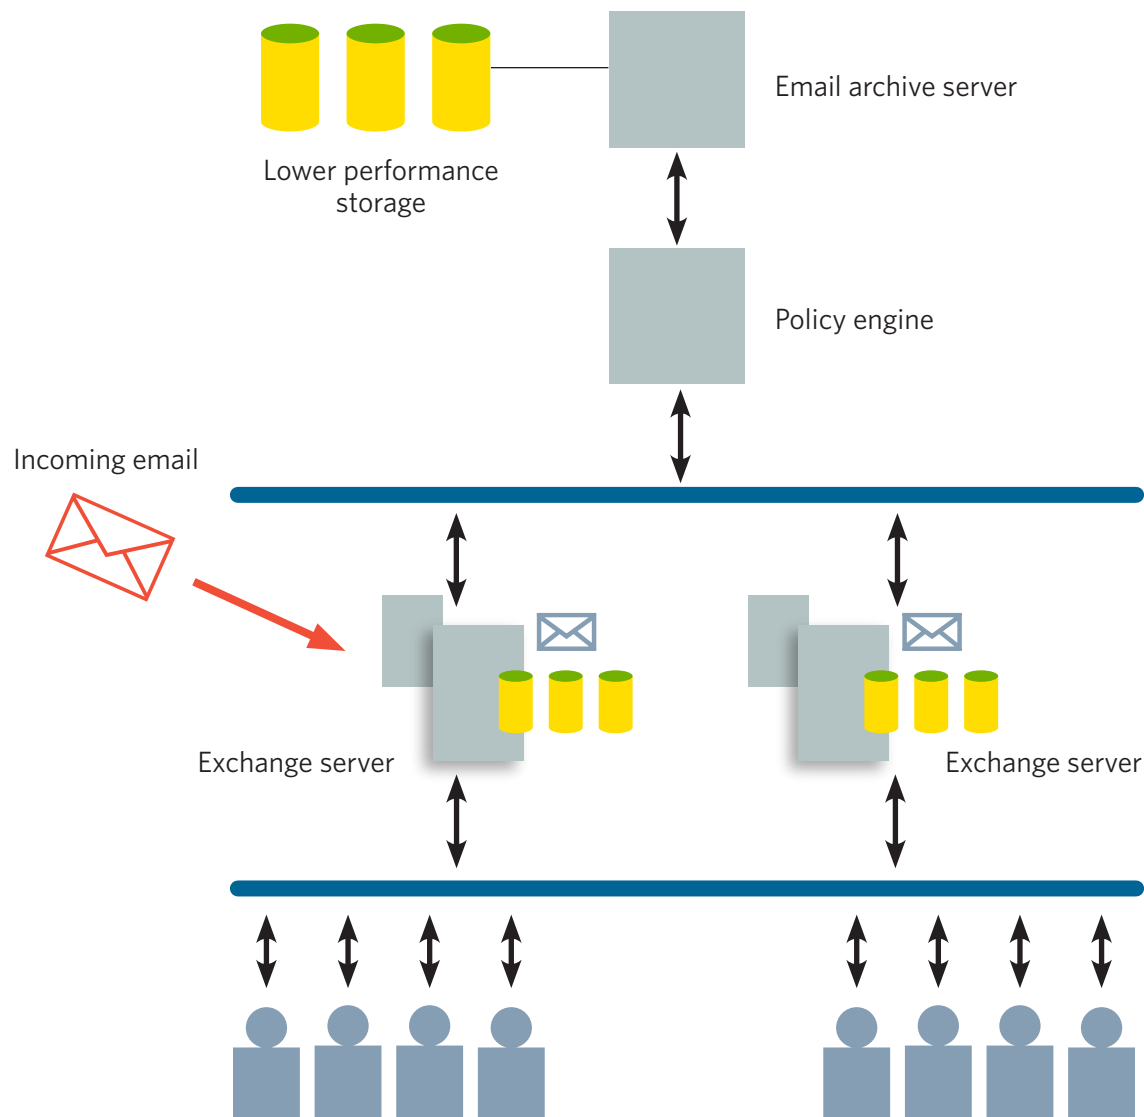 Email archive server
Lower performance
storage
Policy engine
Incoming email
Exchange server
Exchange server